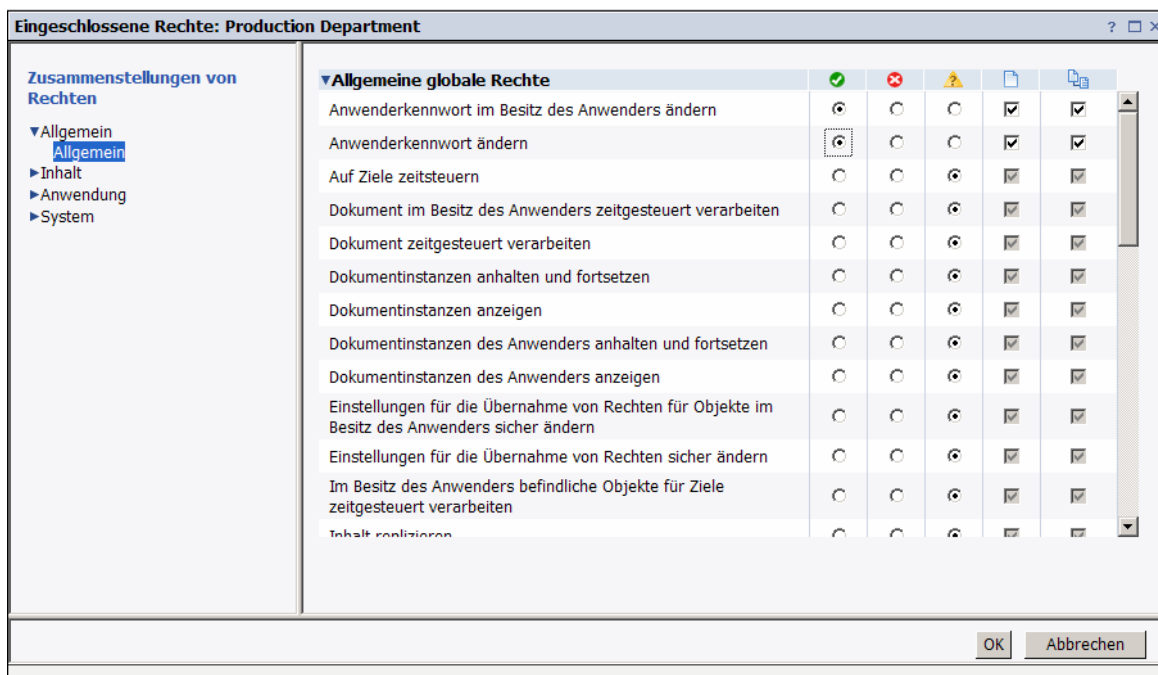 Eingeschlossene Rechte: Production Department
?
Zusammenstellungen von
Rechten
Allgemein
Allgemein
Inhalt
Anwendung
System
Allgemeine globale Rechte
Anwenderkennwort im Besitz des Anwenders ändern
Anwenderkennwort ändern
Auf Ziele zeitsteuern
Dokument im Besitz des Anwenders zeitgesteuert verarbeiten
Dokument zeitgesteuert verarbeiten
Dokumentinstanzen anhalten und fortsetzen
Dokumentinstanzen anzeigen
Dokumentinstanzen des Anwenders anhalten und fortsetzen
Dokumentinstanzen des Anwenders anzeigen
Einstellungen für die Übernahme von Rechten für Objekte im
Besitz des Anwenders sicher ändern
Einstellungen für die Übernahme von Rechten sicher ändern
Im Besitz des Anwenders befindliche Objekte für Ziele
zeitgesteuert verarbeiten
Inhalt replizieren
OK
Abbrechen